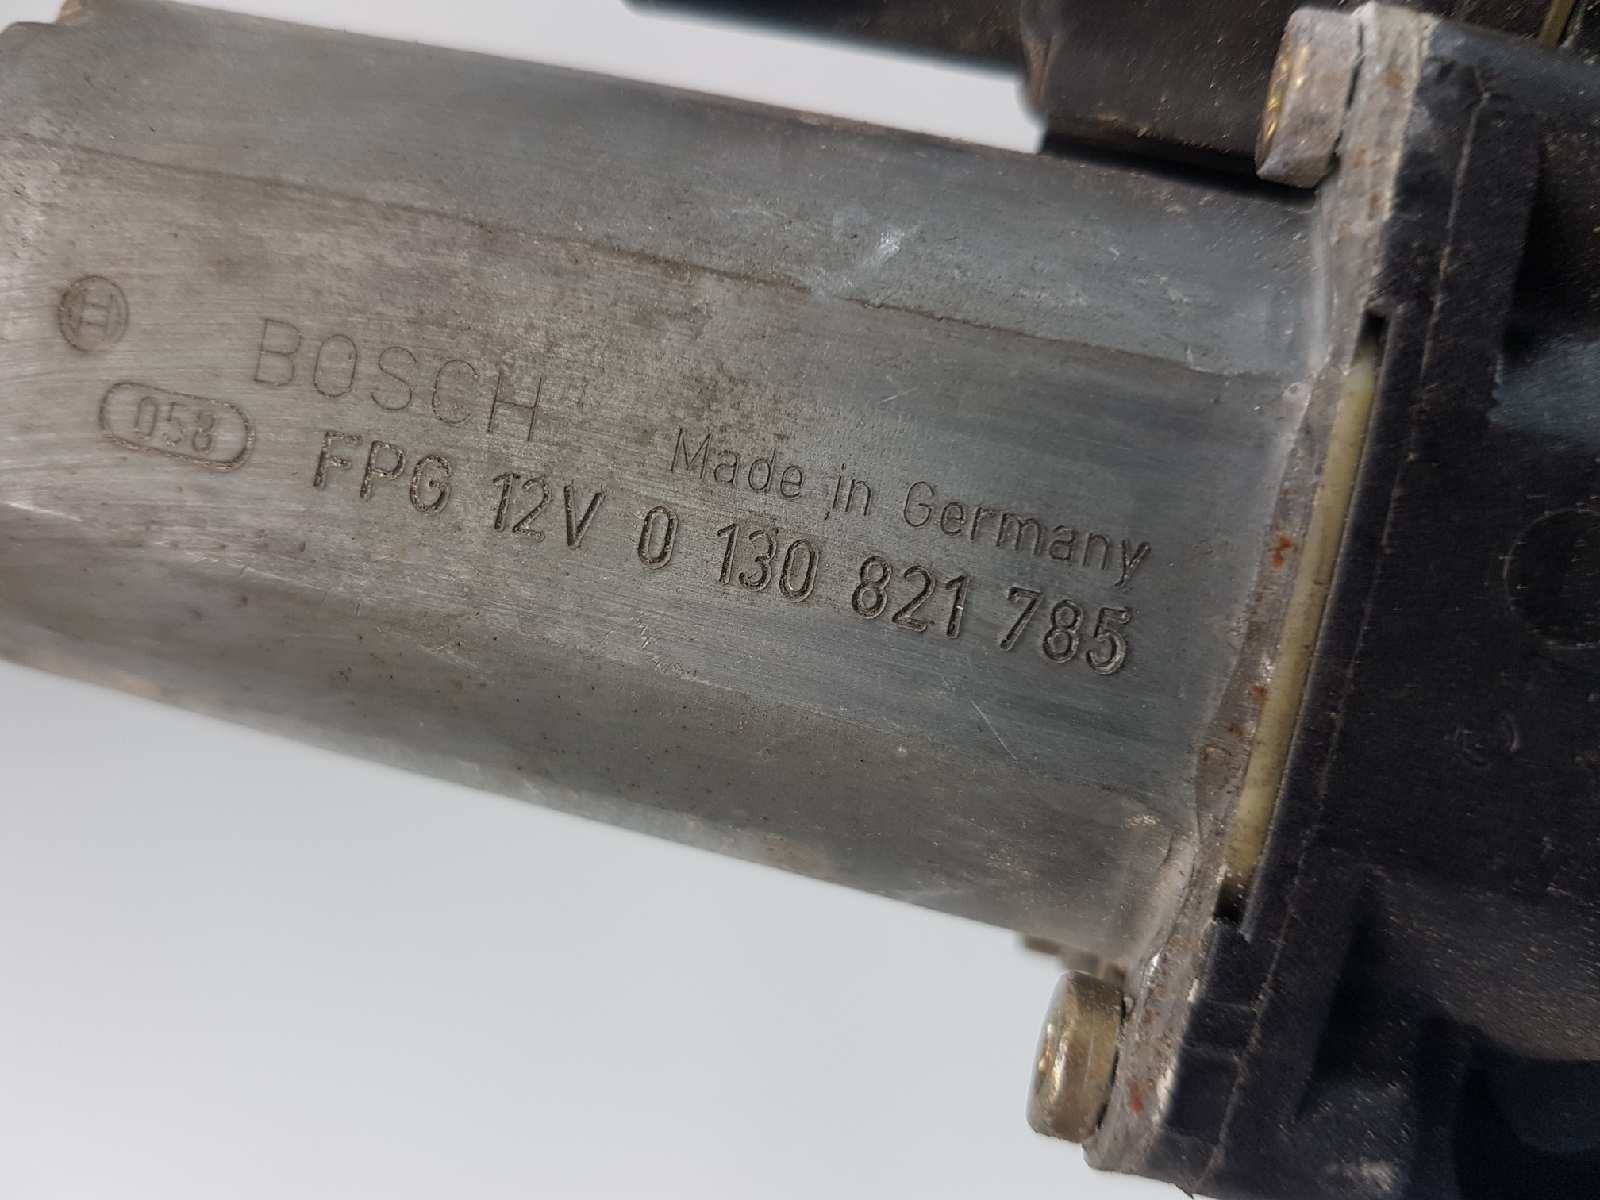 BOSCH
Made in Germany
058
FPG 12V 0 130 821 785